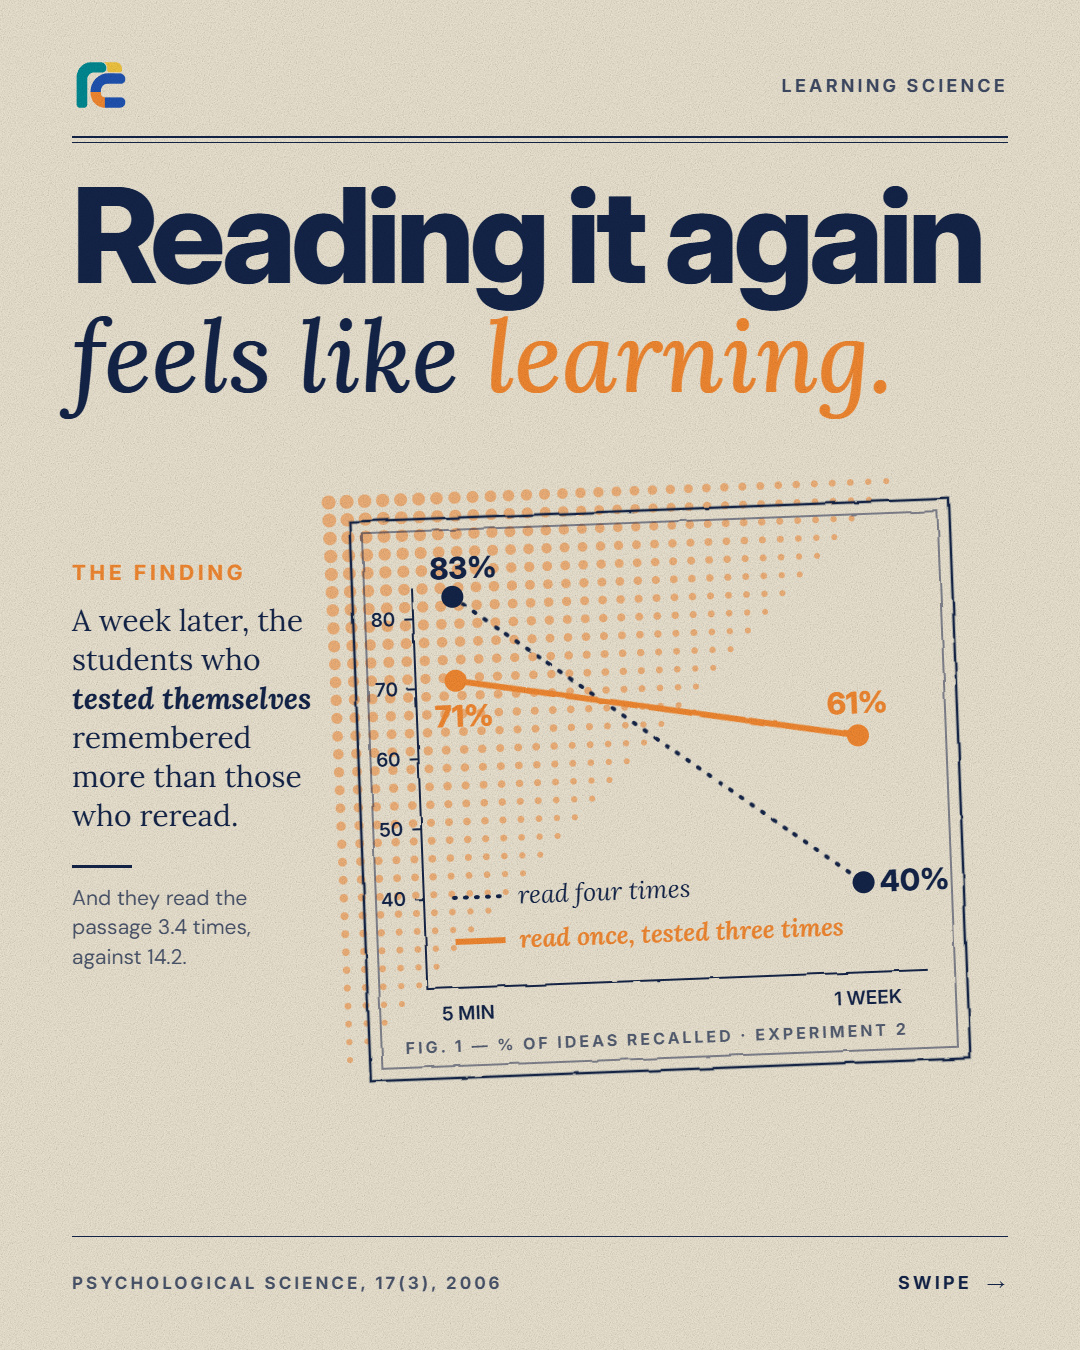 LEARNING SCIENCE
Reading it again
feels like learning.
THE FINDING
A week later, the
students who
tested themselves
remembered
more than those
who reread.
And they read the
passage 3.4 times,
against 14.2.
83%
80
70
71%
61%
60
50
40
40%
read four times
read once, tested three times
5 MIN
1 WEEK
FIG. 1 — % OF IDEAS RECALLED · EXPERIMENT 2
PSYCHOLOGICAL SCIENCE, 17(3), 2006
SWIPE →